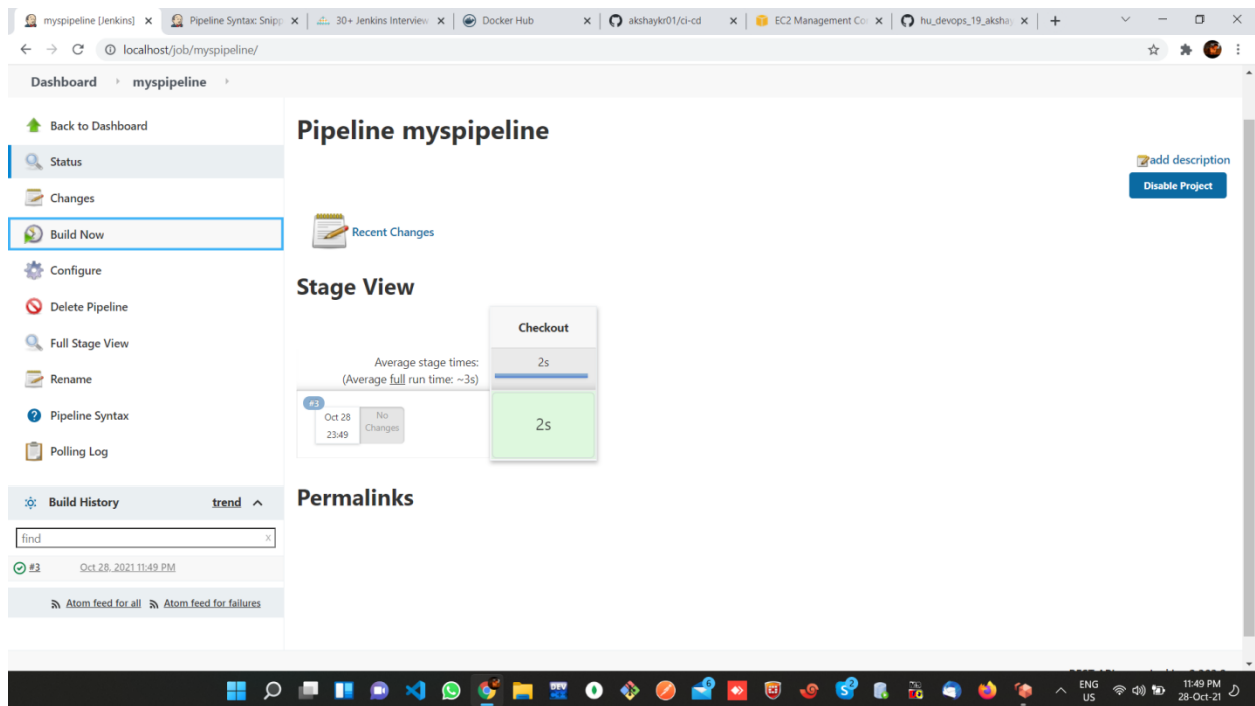 myspipeline [Jenkins]
Pipeline Syntax: Snipp
30+ Jenkins Interview
Docker Hub
akshaykr01/ci-cd
EC2 Management Co
hu_devops_19_aksha
localhost/job/myspipeline/
Dashboard myspipeline
Back to Dashboard
Status
Changes
Build Now
Configure
Delete Pipeline
Full Stage View
Rename
Pipeline Syntax
Polling Log
Build History trend
find x
#3 Oct 28, 2021 11:49 PM
Atom feed for all Atom feed for failures
Pipeline myspipeline
add description
Disable Project
Recent Changes
Stage View
Checkout
Average stage times: 2s
(Average full run time: ~3s)
#3
Oct 28
23:49
No
Changes
2s
Permalinks
ENG
US
11:49 PM
28-Oct-21